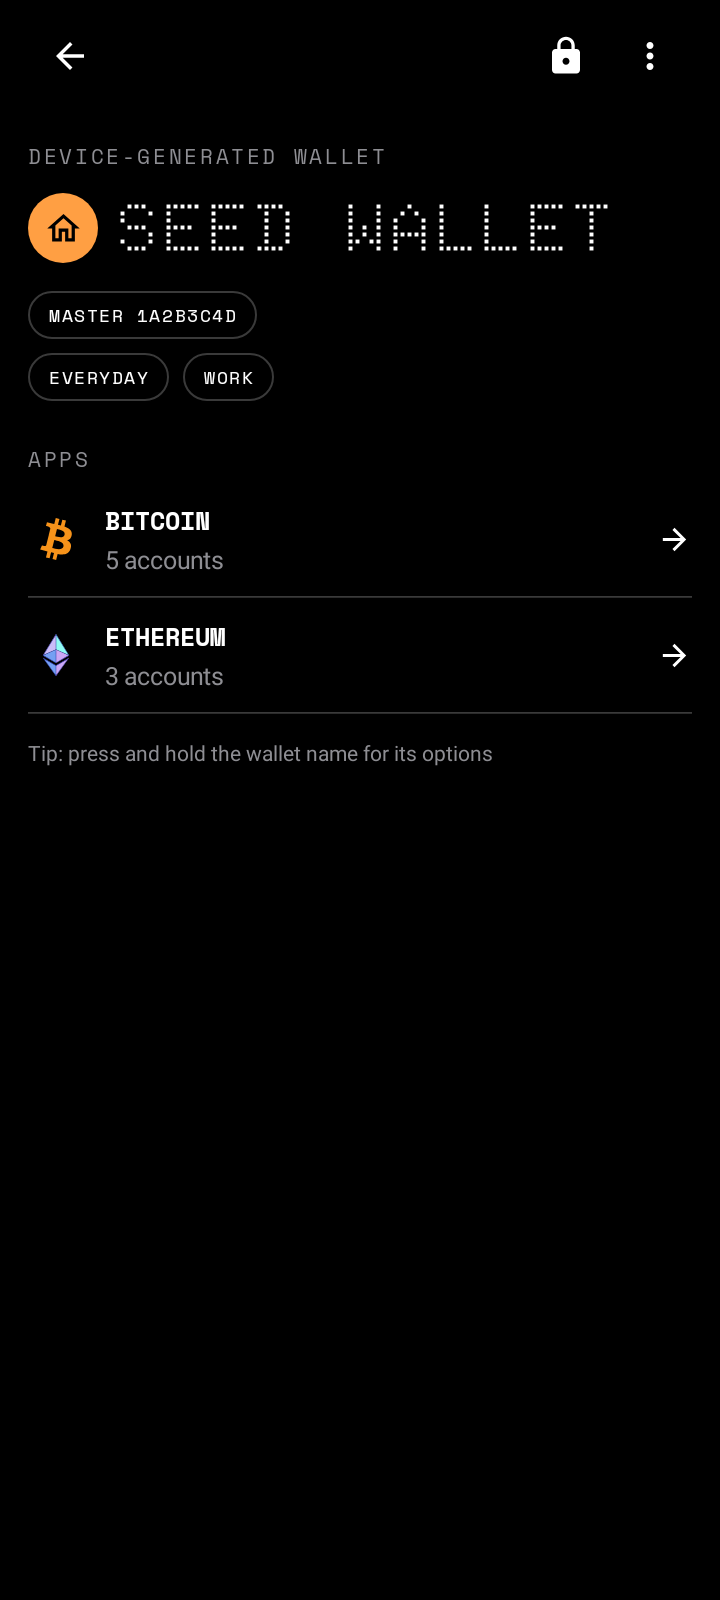 DEVICE-GENERATED WALLET
SEED WALLET
MASTER 1A2B3C4D
EVERYDAY WORK
APPS
BITCOIN
5 accounts
ETHEREUM
3 accounts
Tip: press and hold the wallet name for its options